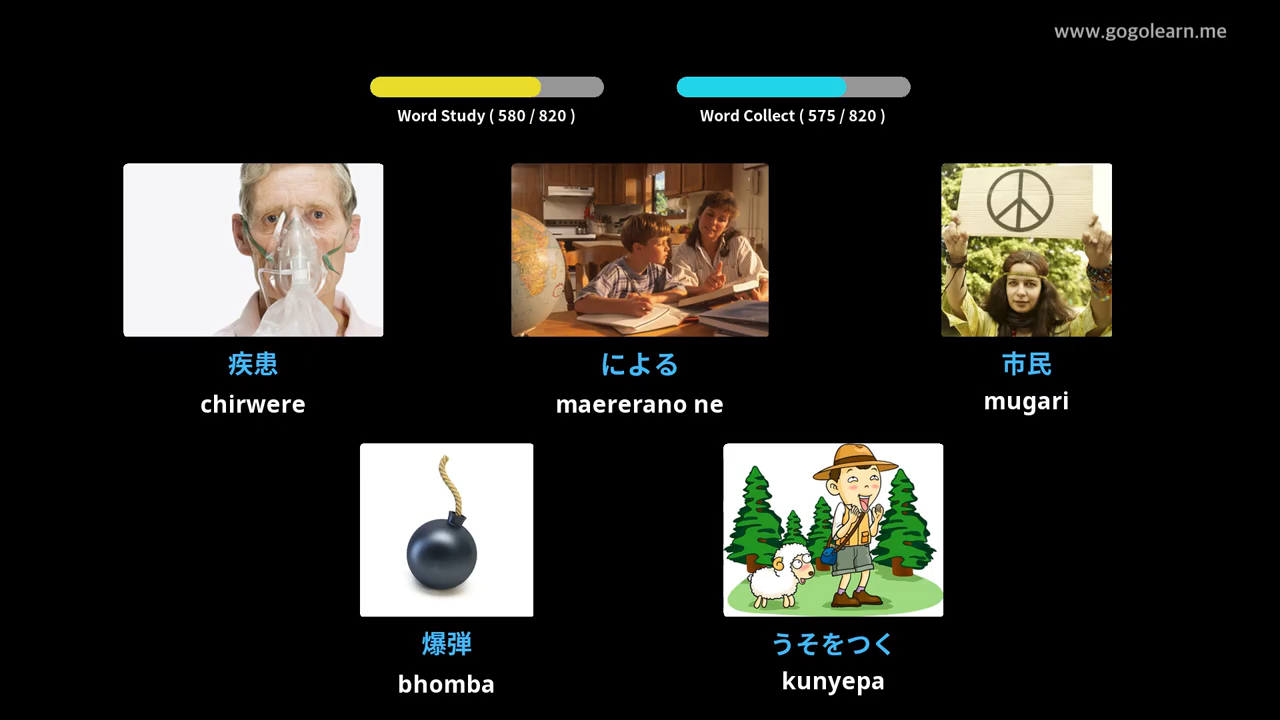 www.gogolearn.me
Word Study ( 580 / 820 )
Word Collect ( 575 / 820 )
疾患
chirwere
による
maererano ne
市民
mugari
爆弾
bhomba
うそをつく
kunyepa